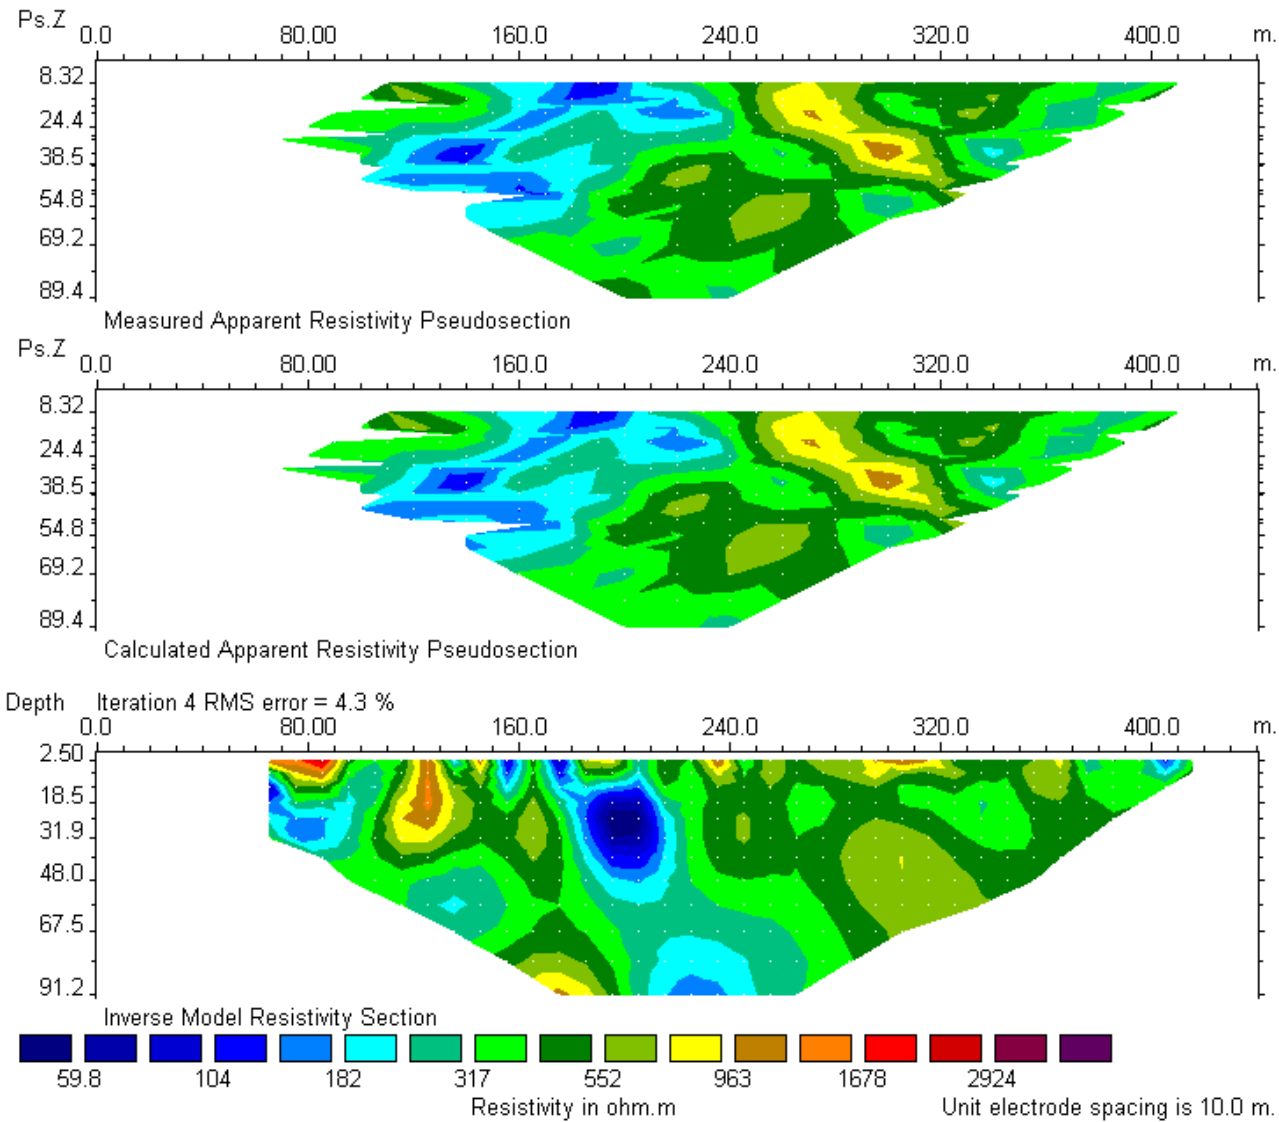 Ps.Z
0.0 80.00 160.0 240.0 320.0 400.0 m.
8.32
24.4
38.5
54.8
69.2
89.4
Measured Apparent Resistivity Pseudosection
Ps.Z
0.0 80.00 160.0 240.0 320.0 400.0 m.
8.32
24.4
38.5
54.8
69.2
89.4
Calculated Apparent Resistivity Pseudosection
Depth Iteration 4 RMS error = 4.3 %
0.0 80.00 160.0 240.0 320.0 400.0 m.
2.50
18.5
31.9
48.0
67.5
91.2
Inverse Model Resistivity Section
59.8 104 182 317 552 963 1678 2924
Resistivity in ohm.m Unit electrode spacing is 10.0 m.